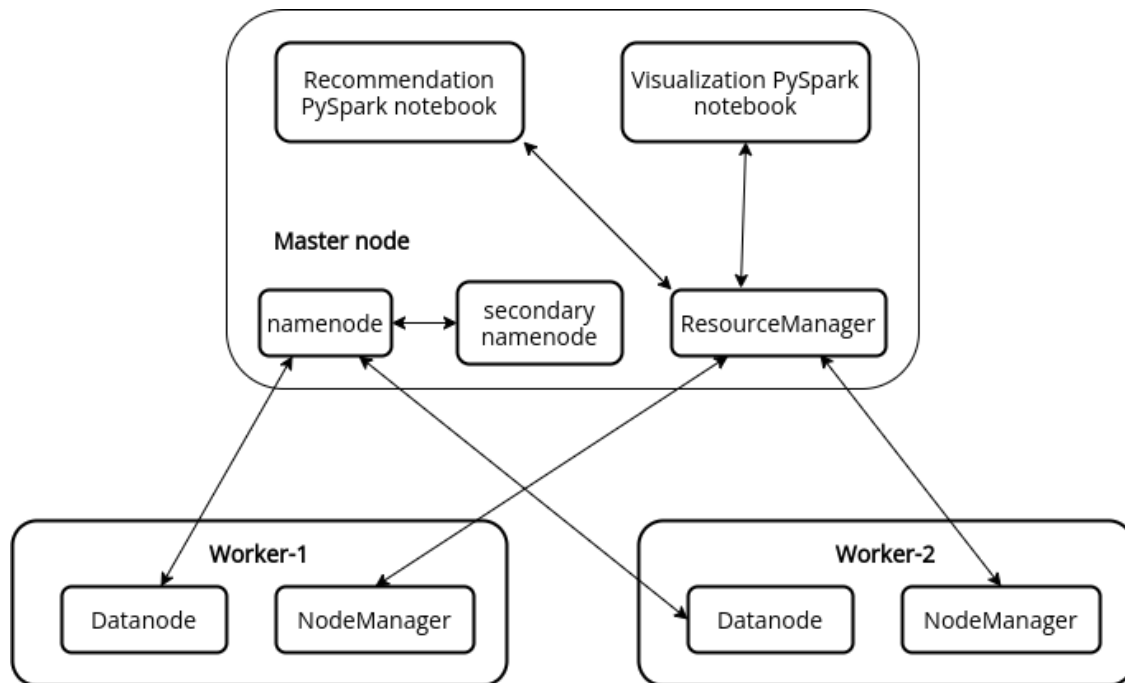 Recommendation
PySpark notebook
Visualization PySpark
notebook
Master node
namenode
secondary
namenode
ResourceManager
Worker-1
Datanode
NodeManager
Worker-2
Datanode
NodeManager